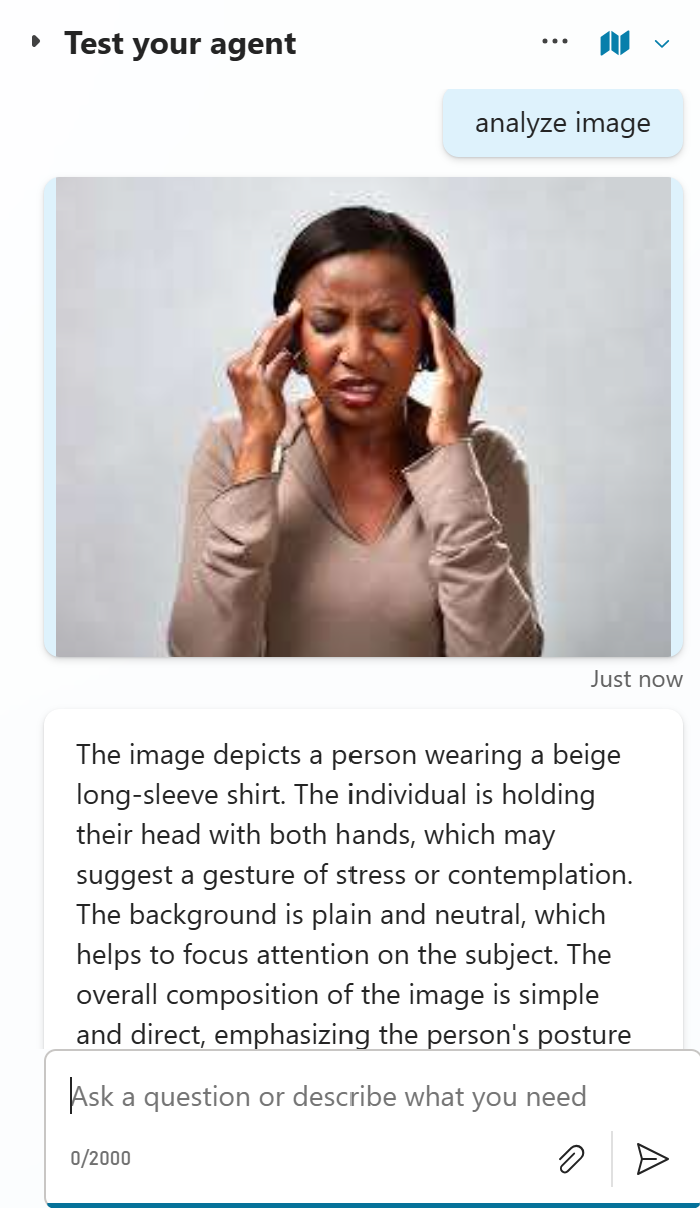 Test your agent
analyze image
Just now
The image depicts a person wearing a beige
long-sleeve shirt. The individual is holding
their head with both hands, which may
suggest a gesture of stress or contemplation.
The background is plain and neutral, which
helps to focus attention on the subject. The
overall composition of the image is simple
and direct, emphasizing the person's posture
Ask a question or describe what you need
0/2000